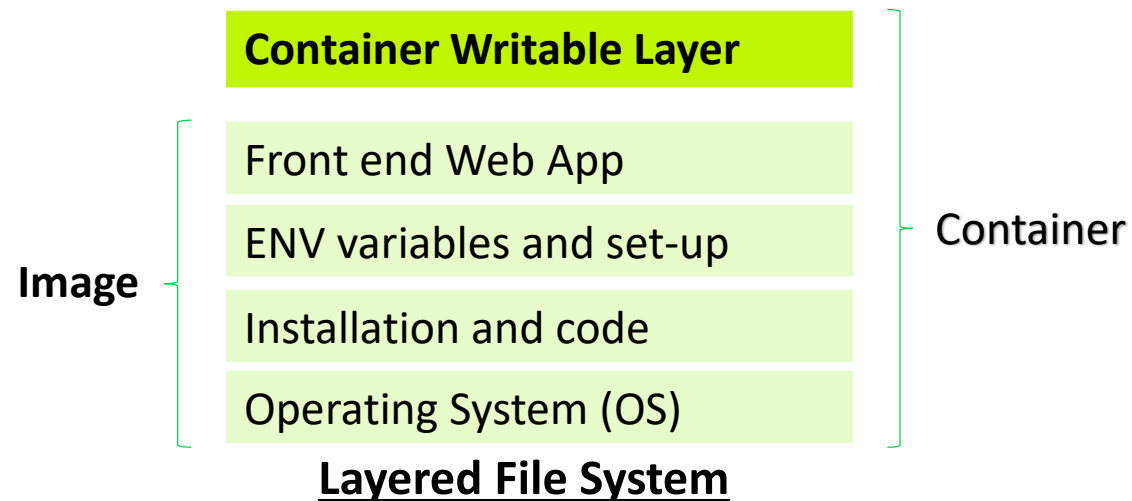 Container Writable Layer
Front end Web App
ENV variables and set-up
Installation and code
Operating System (OS)
Image
Container
Layered File System